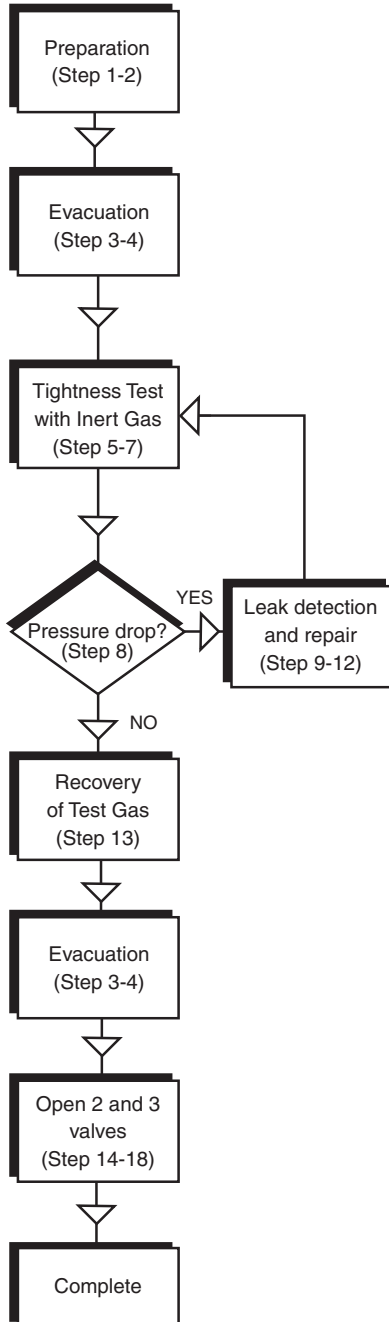 Preparation
(Step 1-2)
Evacuation
(Step 3-4)
Tightness Test
with Inert Gas
(Step 5-7)
Pressure drop?
(Step 8)
YES
Leak detection
and repair
(Step 9-12)
NO
Recovery
of Test Gas
(Step 13)
Evacuation
(Step 3-4)
Open 2 and 3
valves
(Step 14-18)
Complete